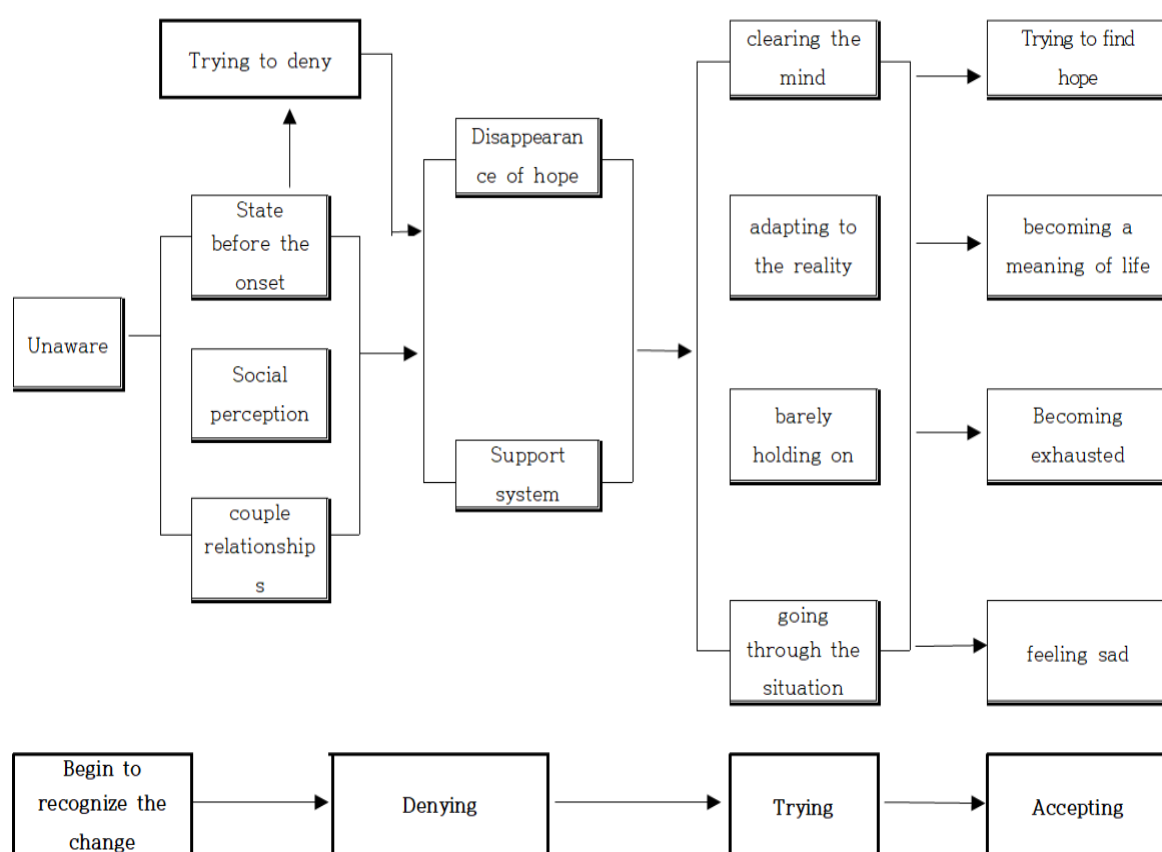 Trying to deny
State
before the
onset
Unaware
Social
perception
couple
relationship
s
Disappearan
ce of hope
Support
system
clearing the
mind
adapting to
the reality
barely
holding on
going
through the
situation
Trying to find
hope
becoming a
meaning of life
Becoming
exhausted
feeling sad
Begin to
recognize the
change
Denying
Trying
Accepting